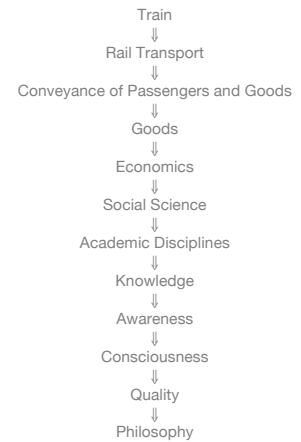 Train
⇓
Rail Transport
⇓
Conveyance of Passengers and Goods
⇓
Goods
⇓
Economics
⇓
Social Science
⇓
Academic Disciplines
⇓
Knowledge
⇓
Awareness
⇓
Consciousness
⇓
Quality
⇓
Philosophy